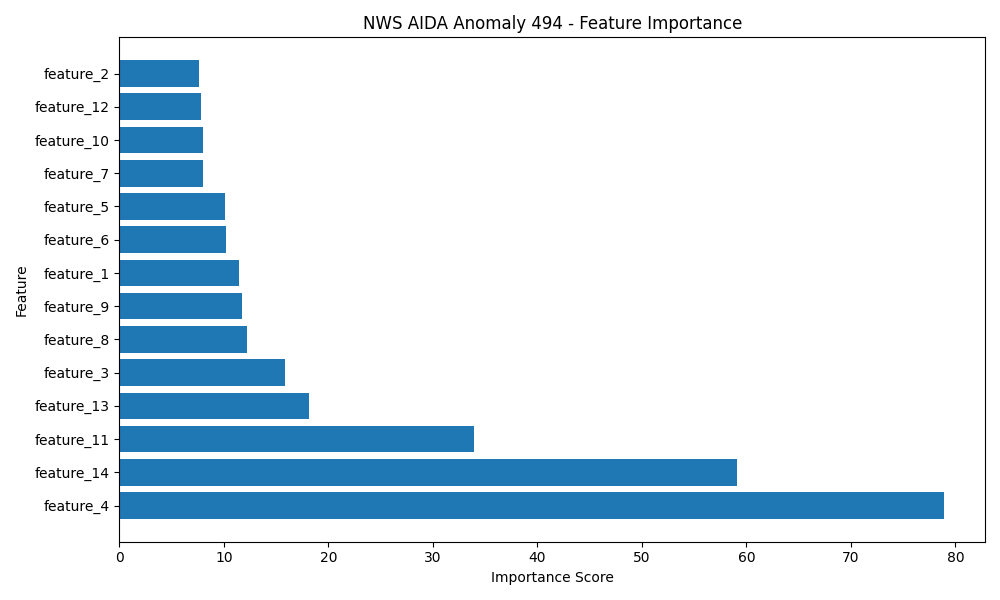 NWS AIDA Anomaly 494 - Feature Importance
feature_2
feature_12
feature_10
feature_7
feature_5
feature_6
feature_1
feature_9
feature_8
feature_3
feature_13
feature_11
feature_14
feature_4
Feature
0 10 20 30 40 50 60 70 80
Importance Score